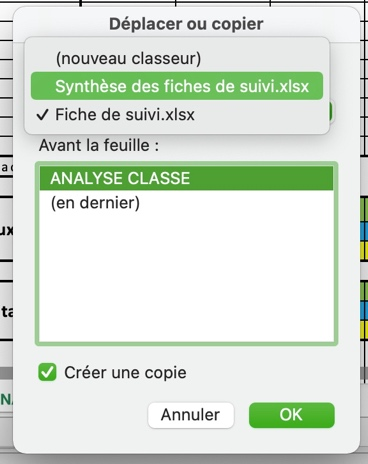 Déplacer ou copier
(nouveau classeur)
Synthèse des fiches de suivi.xlsx
✓ Fiche de suivi.xlsx
Avant la feuille :
ANALYSE CLASSE
(en dernier)
Créer une copie
Annuler
OK